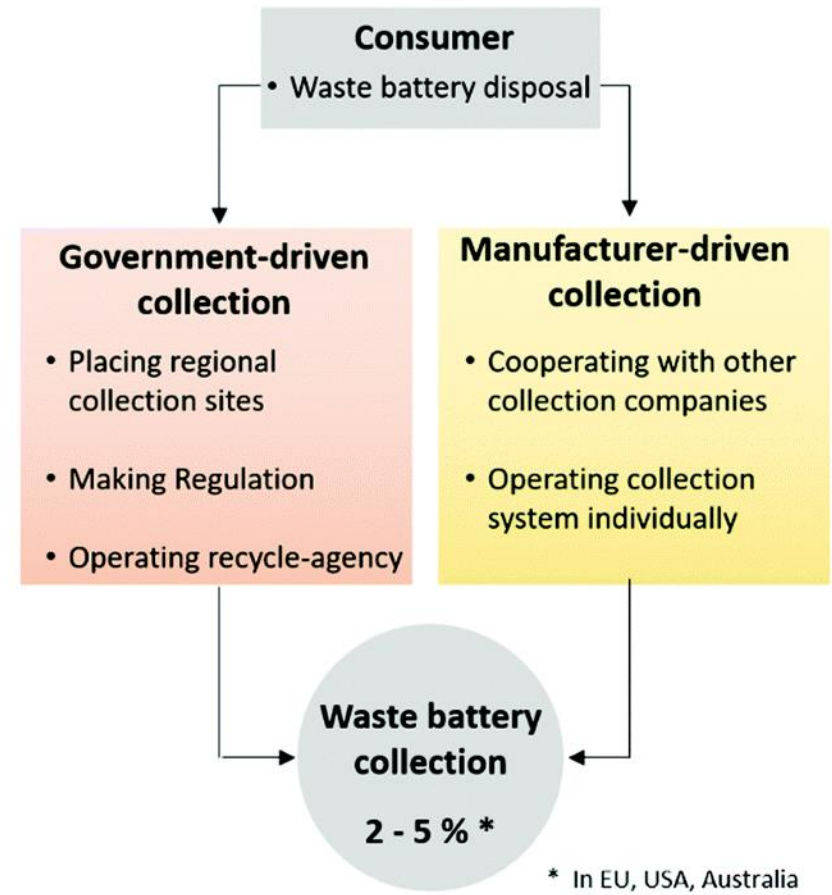 Consumer
• Waste battery disposal
Government-driven
collection
• Placing regional
collection sites
• Making Regulation
• Operating recycle-agency
Manufacturer-driven
collection
• Cooperating with other
collection companies
• Operating collection
system individually
Waste battery
collection
2 - 5 % *
* In EU, USA, Australia